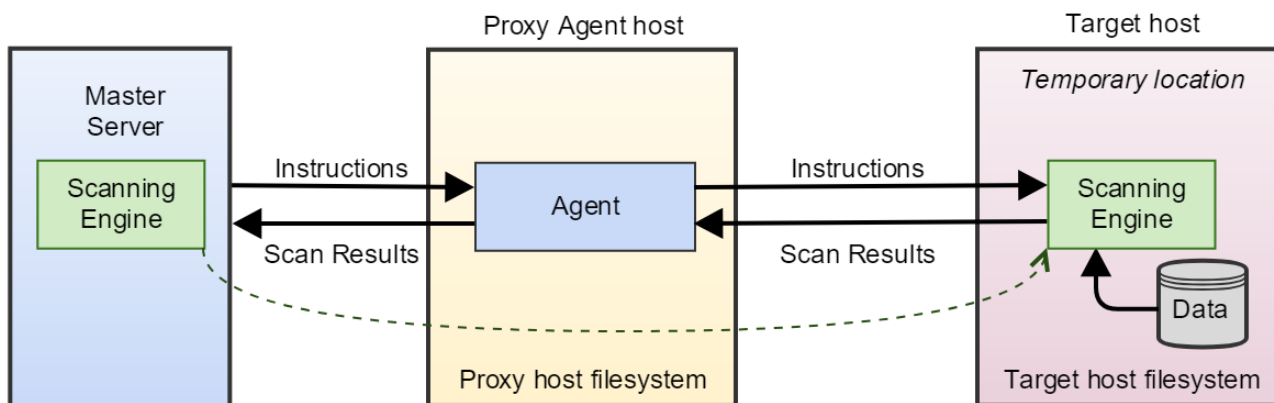 Proxy Agent host
Target host
Master
Server
Scanning
Engine
Instructions
Scan Results
Agent
Proxy host filesystem
Instructions
Scan Results
Temporary location
Scanning
Engine
Data
Target host filesystem